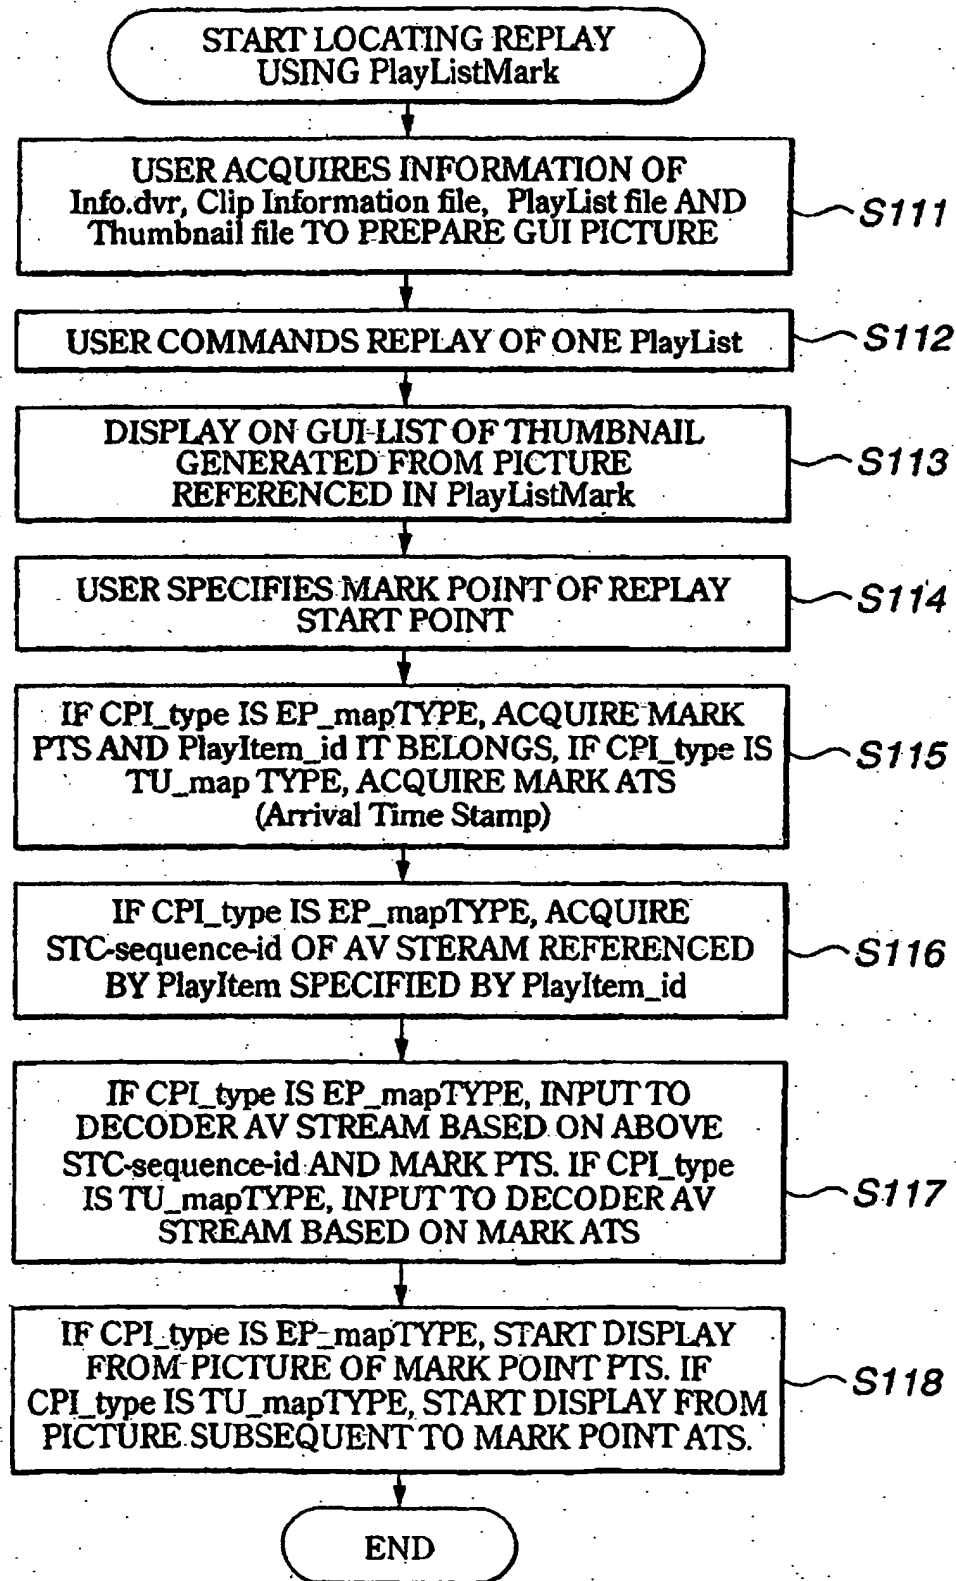 START LOCATING REPLAY
USING PlayListMark
USER ACQUIRES INFORMATION OF
Info.dvr, Clip Information file, PlayList file AND
Thumbnail file TO PREPARE GUI PICTURE
S111
USER COMMANDS REPLAY OF ONE PlayList
S112
DISPLAY ON GUI LIST OF THUMBNAIL
GENERATED FROM PICTURE
REFERENCED IN PlayListMark
S113
USER SPECIFIES MARK POINT OF REPLAY
START POINT
S114
IF CPI_type IS EP_mapTYPE, ACQUIRE MARK
PTS AND PlayItem_id IT BELONGS, IF CPI_type IS
TU_map TYPE, ACQUIRE MARK ATS
(Arrival Time Stamp)
S115
IF CPI_type IS EP_mapTYPE, ACQUIRE
STC-sequence-id OF AV STERAM REFERENCED
BY PlayItem SPECIFIED BY PlayItem_id
S116
IF CPI_type IS EP_mapTYPE, INPUT TO
DECODER AV STREAM BASED ON ABOVE
STC-sequence-id AND MARK PTS. IF CPI_type
IS TU_mapTYPE, INPUT TO DECODER AV
STREAM BASED ON MARK ATS
S117
IF CPI_type IS EP_mapTYPE, START DISPLAY
FROM PICTURE OF MARK POINT PTS. IF
CPI_type IS TU_mapTYPE, START DISPLAY FROM
PICTURE SUBSEQUENT TO MARK POINT ATS.
S118
END